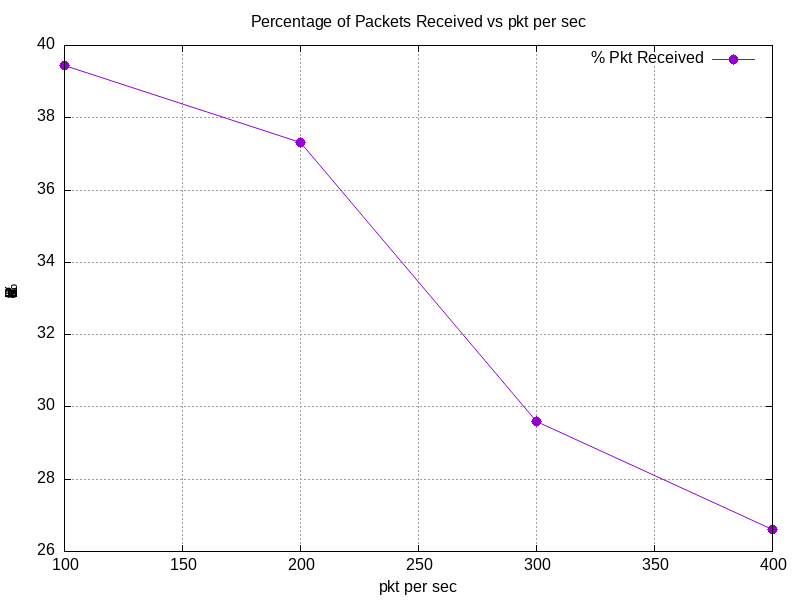 Percentage of Packets Received vs pkt per sec
% Pkt Received
40
38
36
34
32
30
28
26
100 150 200 250 300 350 400
pkt per sec